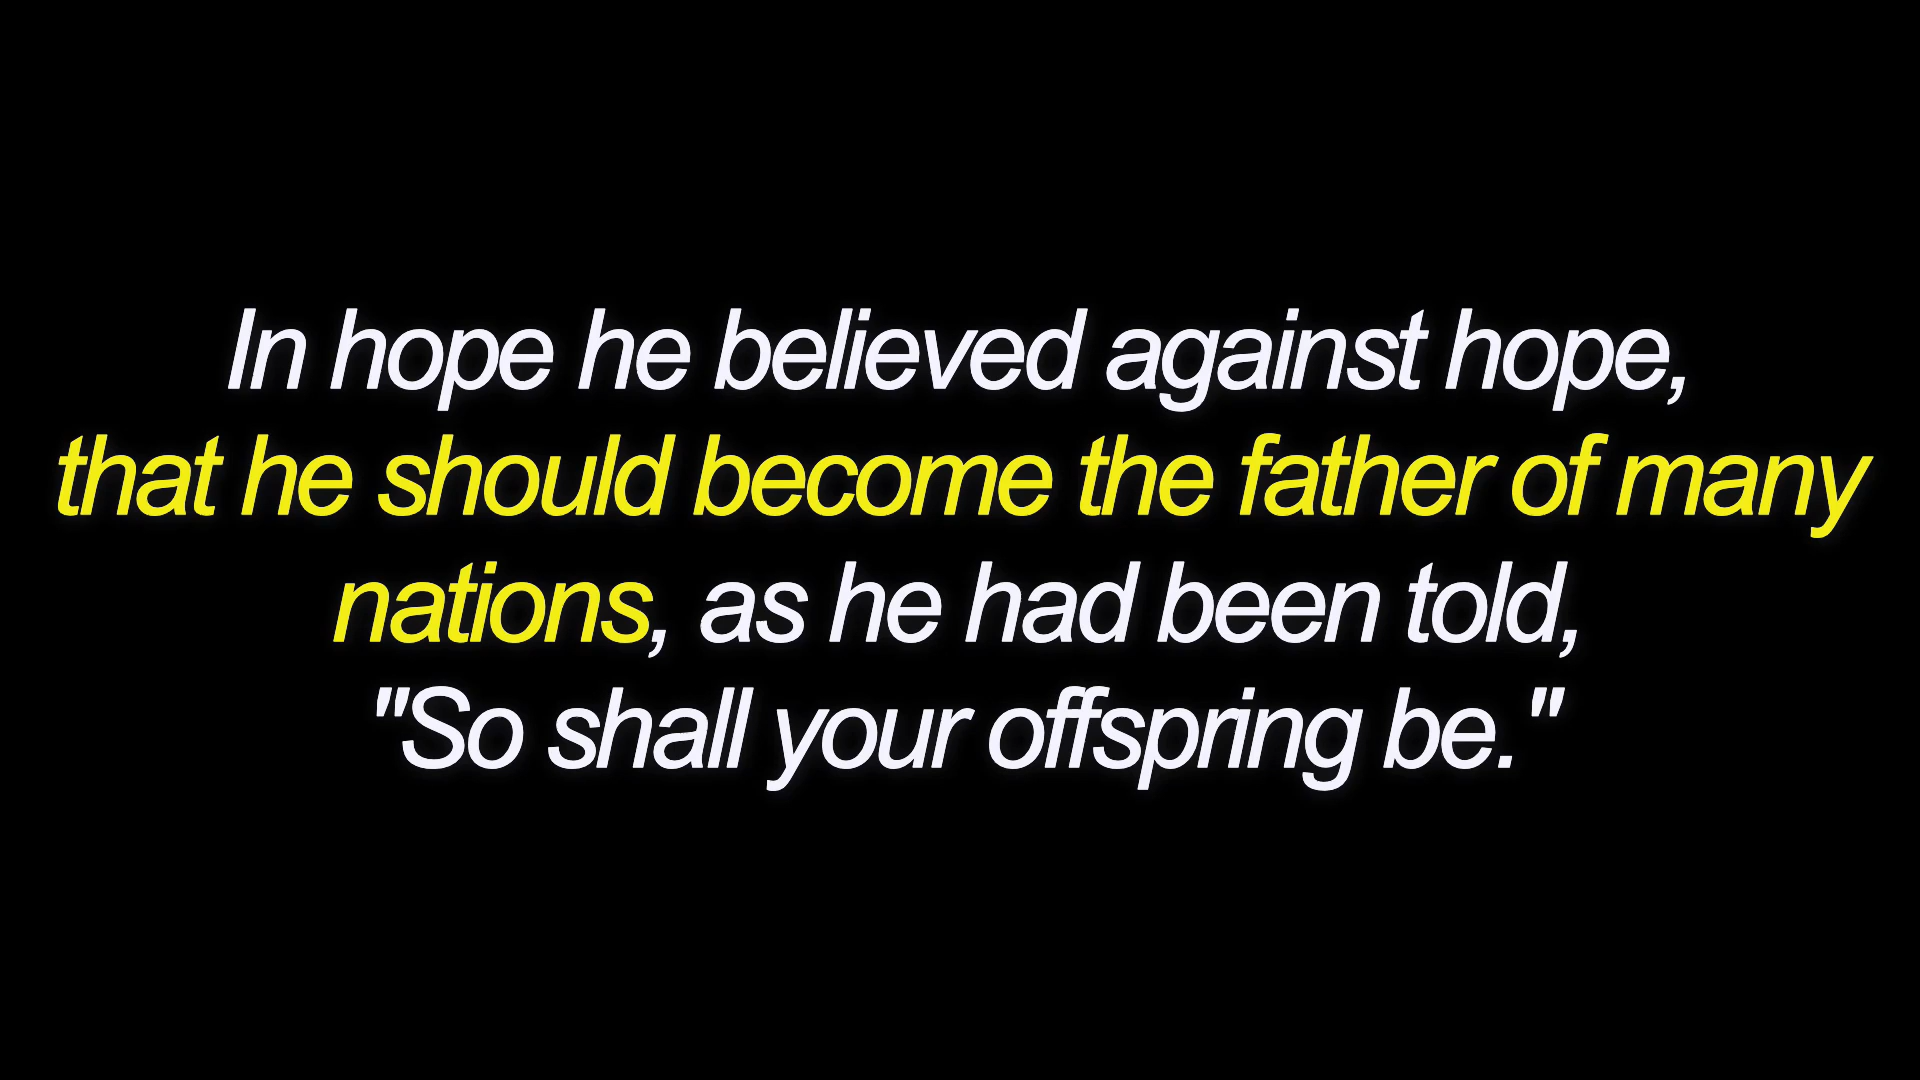 In hope he believed against hope,
that he should become the father of many
nations, as he had been told,
"So shall your offspring be."